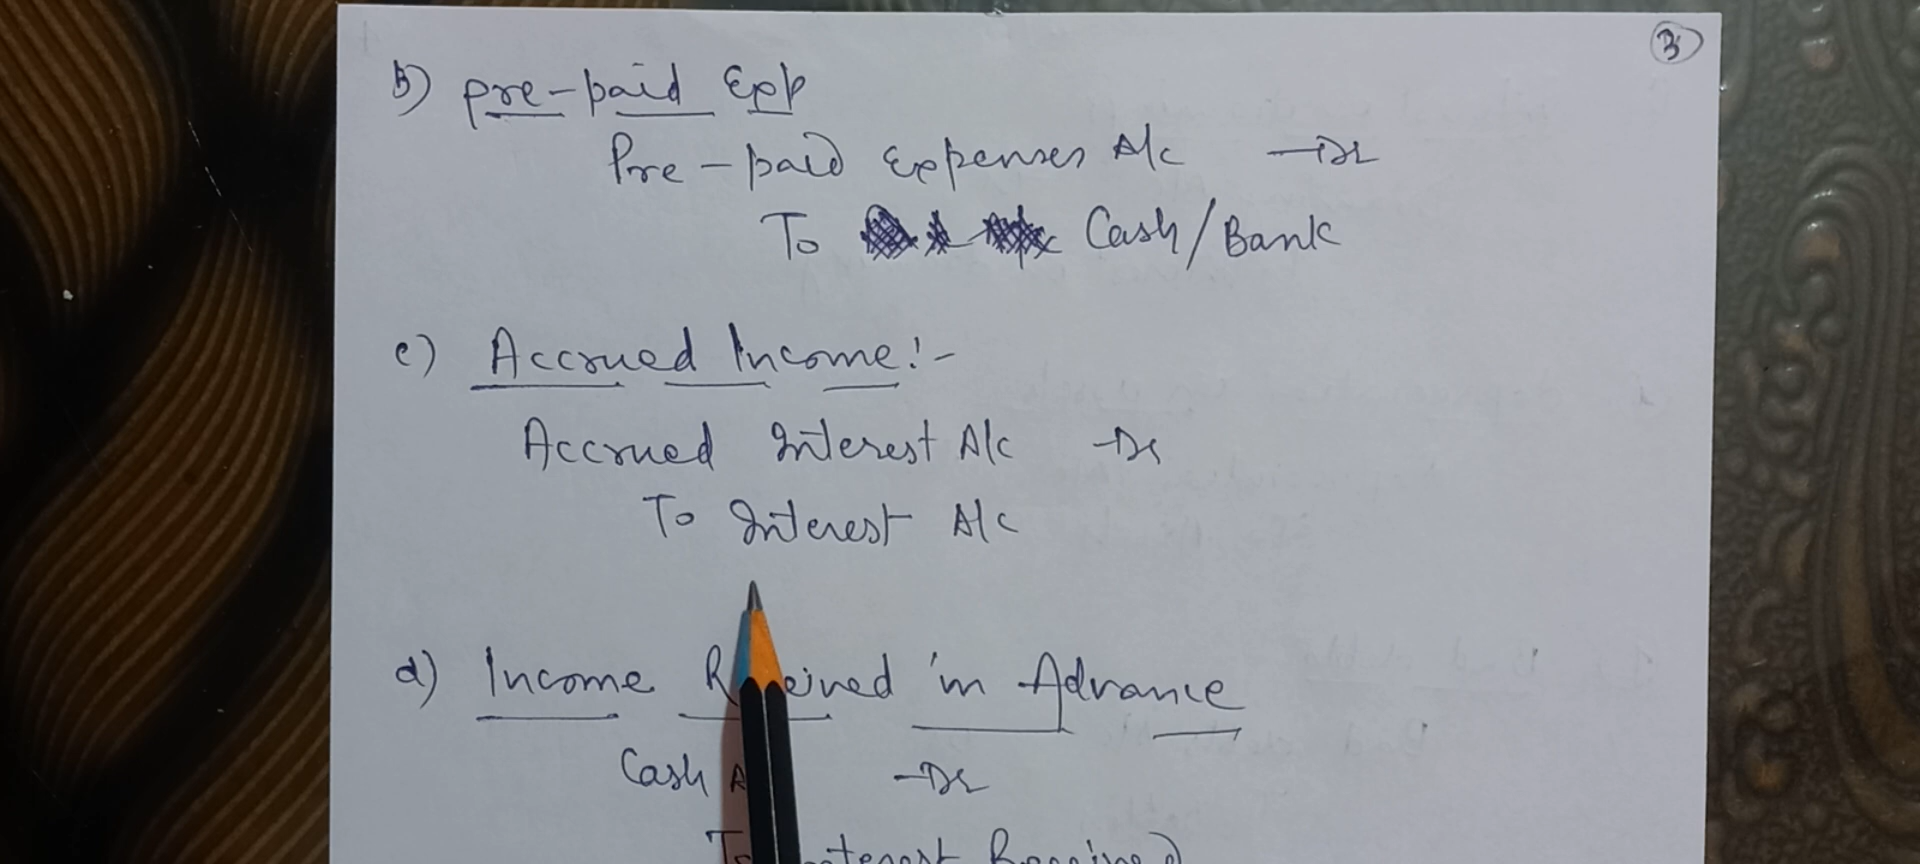 3
b) Pre-paid Exp
Pre-paid Expenses A/c —Dr
To Cash/Bank
c) Accrued Income:-
Accrued Interest A/c -Dr
To Interest A/c
d) Income in Advance
Cash -Dr